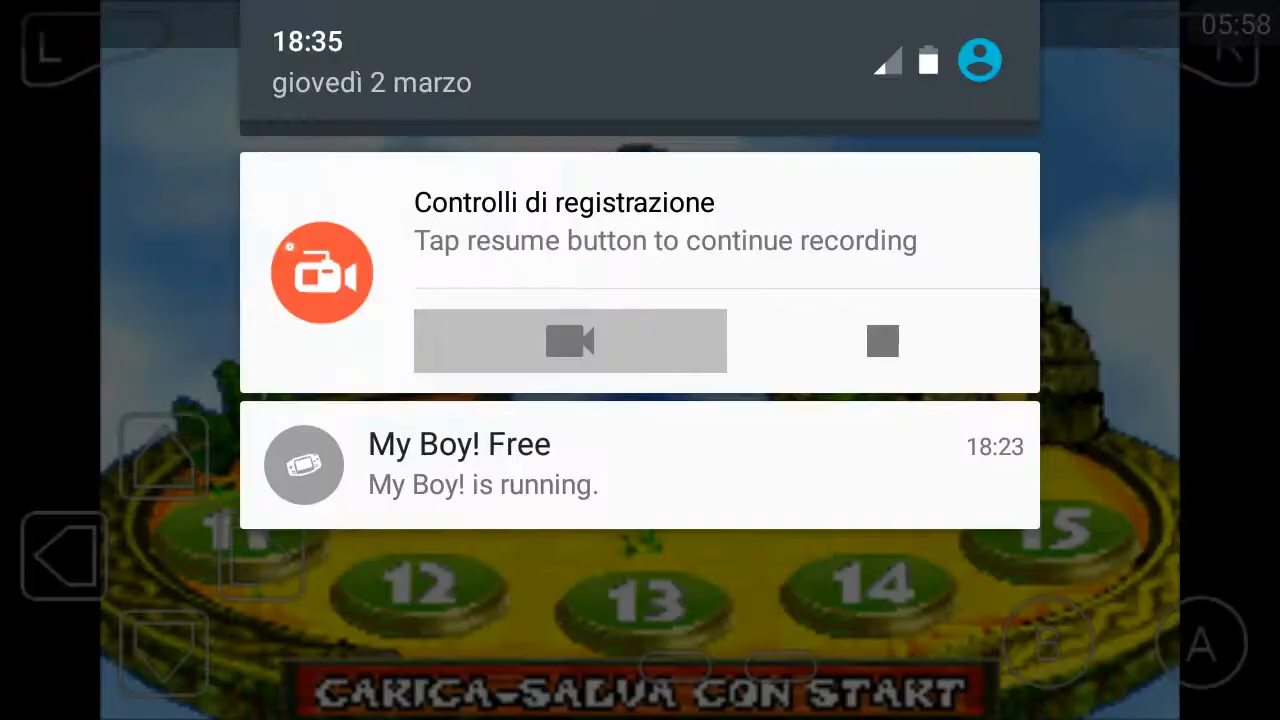 L
05:58
R
18:35
giovedì 2 marzo
Controlli di registrazione
Tap resume button to continue recording
My Boy! Free
18:23
My Boy! is running.
11
12
13
14
15
B
A
CARICA-SALVA CON START